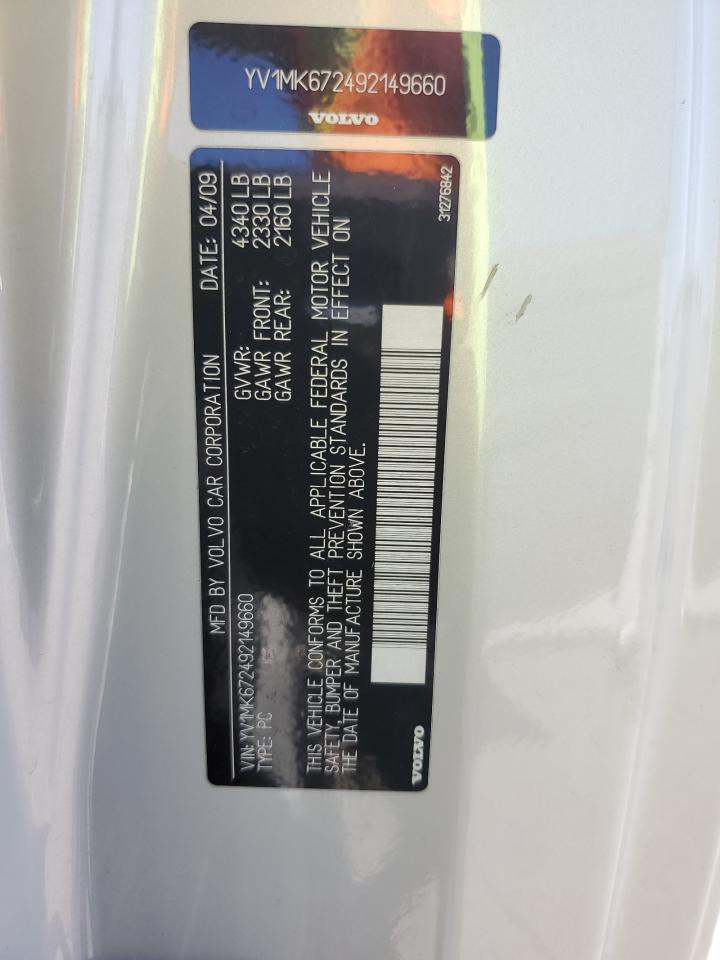 YV1MK672492149660
VOLVO
MFD BY VOLVO CAR CORPORATION DATE: 04/09
VIN: YV1MK672492149660 GVWR: 4340 LB
TYPE: PC GAWR FRONT: 2330 LB
GAWR REAR: 2160 LB
THIS VEHICLE CONFORMS TO ALL APPLICABLE FEDERAL MOTOR VEHICLE
SAFETY, BUMPER AND THEFT PREVENTION STANDARDS IN EFFECT ON
THE DATE OF MANUFACTURE SHOWN ABOVE.
VOLVO
31276842